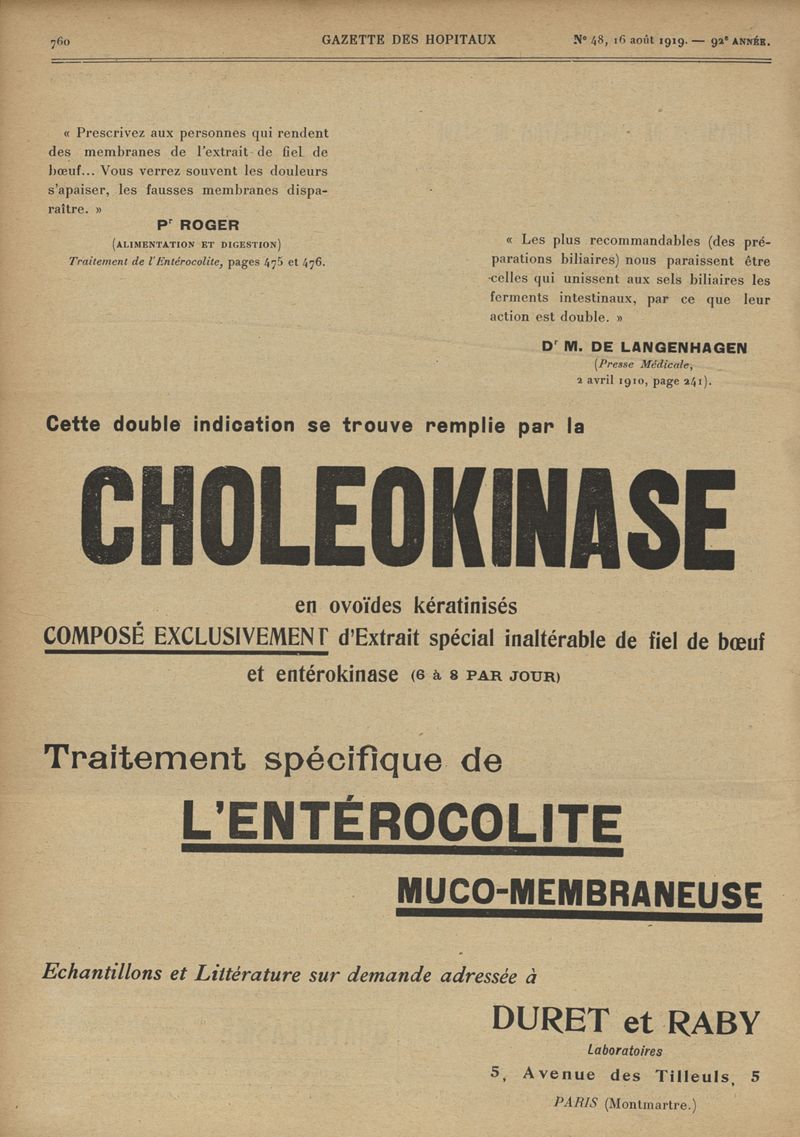 760 GAZETTE DES HOPITAUX N° 48, 16 août 1919. — 92e ANNÉE.
« Prescrivez aux personnes qui rendent
des membranes de l'extrait de fiel de
bœuf... Vous verrez souvent les douleurs
s'apaiser, les fausses membranes dispa-
raître. »
Pr ROGER
(ALIMENTATION ET DIGESTION)
Traitement de l'Entérocolite, pages 475 et 476.
« Les plus recommandables (des pré-
parations biliaires) nous paraissent être
celles qui unissent aux sels biliaires les
ferments intestinaux, par ce que leur
action est double. »
Dr M. DE LANGENHAGEN
(Presse Médicale,
2 avril 1910, page 241).
Cette double indication se trouve remplie par la
CHOLEOKINASE
en ovoïdes kératinisés
COMPOSÉ EXCLUSIVEMENT d'Extrait spécial inaltérable de fiel de bœuf
et entérokinase (6 à 8 PAR JOUR)
Traitement spécifique de
L'ENTÉROCOLITE
MUCO-MEMBRANEUSE
Echantillons et Littérature sur demande adressée à
DURET et RABY
Laboratoires
5, Avenue des Tilleuls, 5
PARIS (Montmartre.)